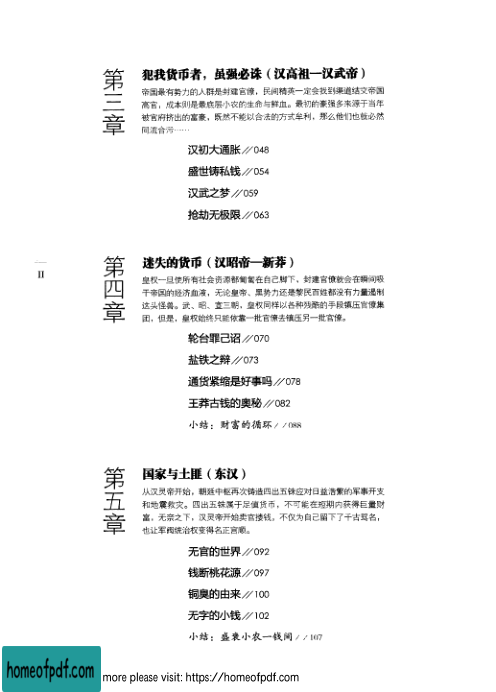 第三章
犯我货币者,虽强必诛(汉高祖—汉武帝)
帝国最有势力的人群是封建官僚,民间精英一定会找到渠道结交帝国
高官,成本则是最底层小农的生命与鲜血。最初的豪强多来源于当年
被官府挤出的富豪,既然不能以合法的方式牟利,那么他们也就必然
同流合污……
汉初大通胀//048
盛世铸私钱//054
汉武之梦//059
抢劫无极限//063
II
第四章
迷失的货币(汉昭帝—新莽)
皇权一旦使所有社会资源都匍匐在自己脚下,封建官僚就会在瞬间吸
干帝国的经济血液,无论皇帝、黑势力还是黎民百姓都没有力量遏制
这头怪兽。武、昭、宣三朝,皇权同样以各种残酷的手段镇压官僚集
团,但是,皇权始终只能依靠一批官僚去镇压另一批官僚。
轮台罪己诏//070
盐铁之辩//073
通货紧缩是好事吗//078
王莽古钱的奥秘//082
小结:财富的循环//088
第五章
国家与土匪(东汉)
从汉灵帝开始,朝廷中枢再次铸造四出五铢应对日益浩繁的军事开支
和地震救灾。四出五铢属于足值货币,不可能在短期内获得巨量财
富,无奈之下,汉灵帝开始卖官搂钱,不仅为自己留下了千古骂名,
也让军阀统治权变得名正言顺。
无官的世界//092
钱断桃花源//097
铜臭的由来//100
无字的小钱//102
小结:盛衰小农一钱间//107
homeofpdf.com
more please visit: https://homeofpdf.com